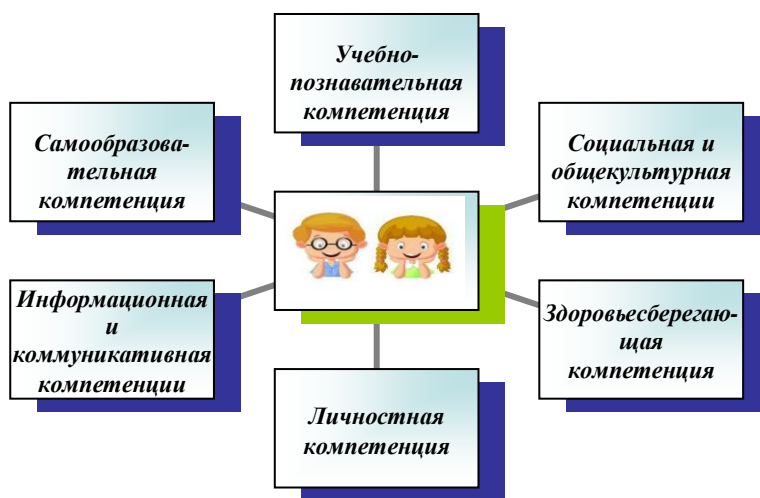 Учебно-
познавательная
компетенция
Самообразова-
тельная
компетенция
Социальная и
общекультурная
компетенции
Информационная
и
коммуникативная
компетенции
Здоровьесберегаю-
щая
компетенция
Личностная
компетенция